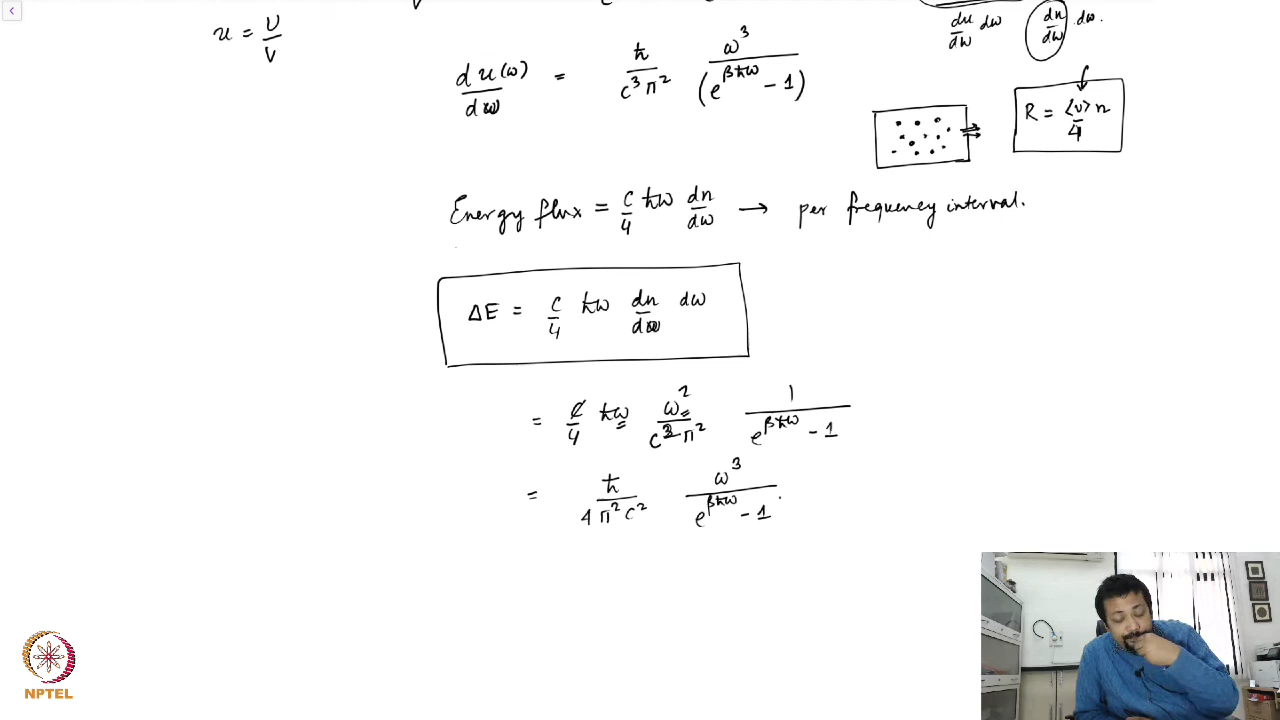 u = U/V
du/dω dω dn/dω dω.
du(ω)/dω = ħ/c³π² ω³/(e^βħω - 1)
R = <v>n/4
Energy flux = c/4 ħω dn/dω → per frequency interval.
ΔE = c/4 ħω dn/dω dω
= c/4 ħω ω²/c³π² 1/e^βħω - 1
= ħ/4π²c² ω³/e^βħω - 1.
NPTEL